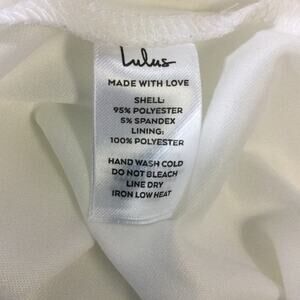 Lulus
MADE WITH LOVE
SHELL:
95% POLYESTER
5% SPANDEX
LINING:
100% POLYESTER
HAND WASH COLD
DO NOT BLEACH
LINE DRY
IRON LOW HEAT